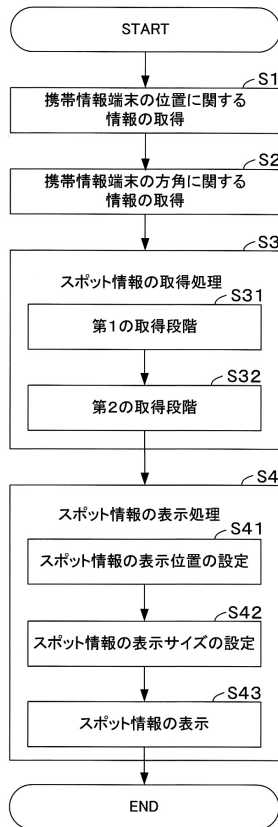 START
S1
携帯情報端末の位置に関する
情報の取得
S2
携帯情報端末の方角に関する
情報の取得
S3
スポット情報の取得処理
S31
第1の取得段階
S32
第2の取得段階
S4
スポット情報の表示処理
S41
スポット情報の表示位置の設定
S42
スポット情報の表示サイズの設定
S43
スポット情報の表示
END